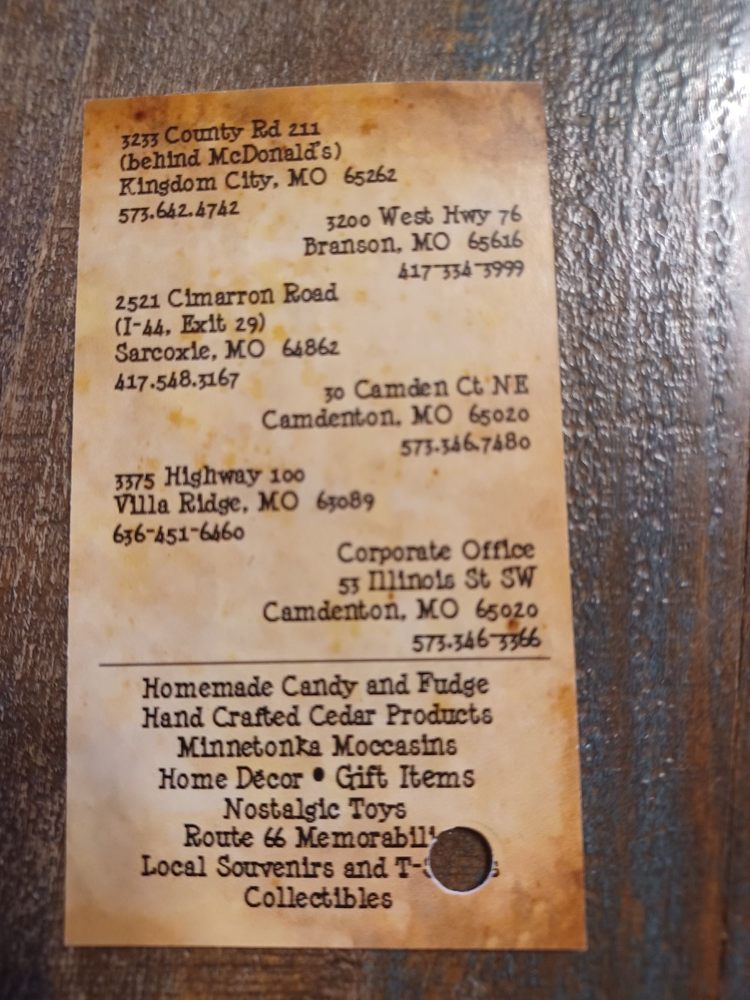 3233 County Rd 211
(behind McDonald's)
Kingdom City, MO 65262
573.642.4742
3200 West Hwy 76
Branson, MO 65616
417-334-3999
2521 Cimarron Road
(I-44, Exit 29)
Sarcoxie, MO 64862
417.548.3167
30 Camden Ct NE
Camdenton, MO 65020
573.346.7480
3375 Highway 100
Villa Ridge, MO 63089
636-451-6460
Corporate Office
53 Illinois St SW
Camdenton, MO 65020
573.346-3366
Homemade Candy and Fudge
Hand Crafted Cedar Products
Minnetonka Moccasins
Home Décor • Gift Items
Nostalgic Toys
Route 66
Local Souvenirs and
Collectibles